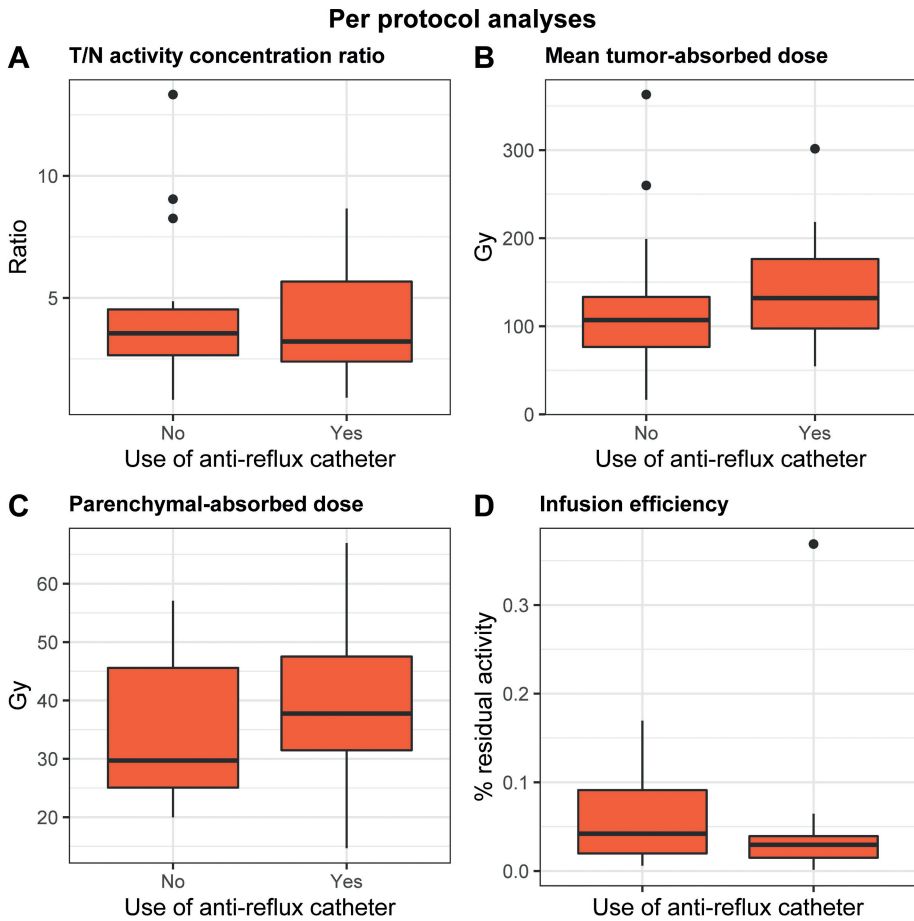 Per protocol analyses
A T/N activity concentration ratio
Ratio
10
5
No Yes
Use of anti-reflux catheter
B Mean tumor-absorbed dose
Gy
300
200
100
0
No Yes
Use of anti-reflux catheter
C Parenchymal-absorbed dose
Gy
60
50
40
30
20
No Yes
Use of anti-reflux catheter
D Infusion efficiency
% residual activity
0.3
0.2
0.1
0.0
Use of anti-reflux catheter